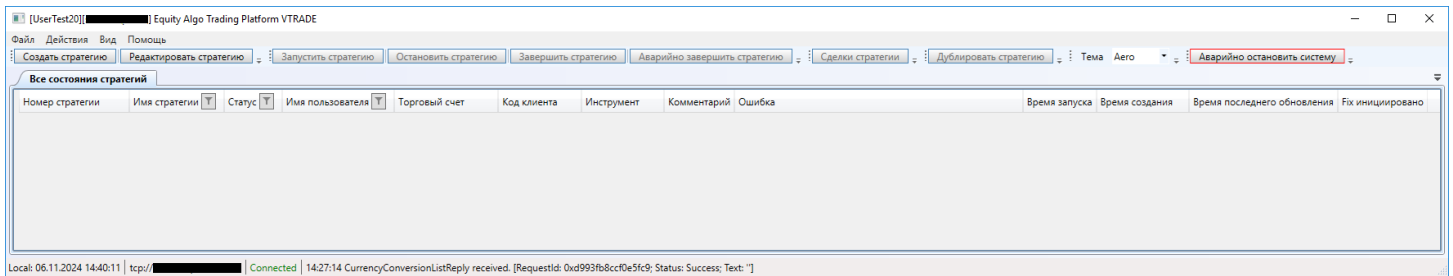 [UserTest20][ ] Equity Algo Trading Platform VTRADE
Файл Действия Вид Помощь
Создать стратегию Редактировать стратегию Запустить стратегию Остановить стратегию Завершить стратегию Аварийно завершить стратегию Сделки стратегии Дублировать стратегию Тема Aero Аварийно остановить систему
Все состояния стратегий
Номер стратегии Имя стратегии Статус Имя пользователя Торговый счет Код клиента Инструмент Комментарий Ошибка Время запуска Время создания Время последнего обновления Fix инициировано
Local: 06.11.2024 14:40:11 tcp:// Connected 14:27:14 CurrencyConversionListReply received. [RequestId: 0xd993fb8ccf0e5fc9; Status: Success; Text: '']